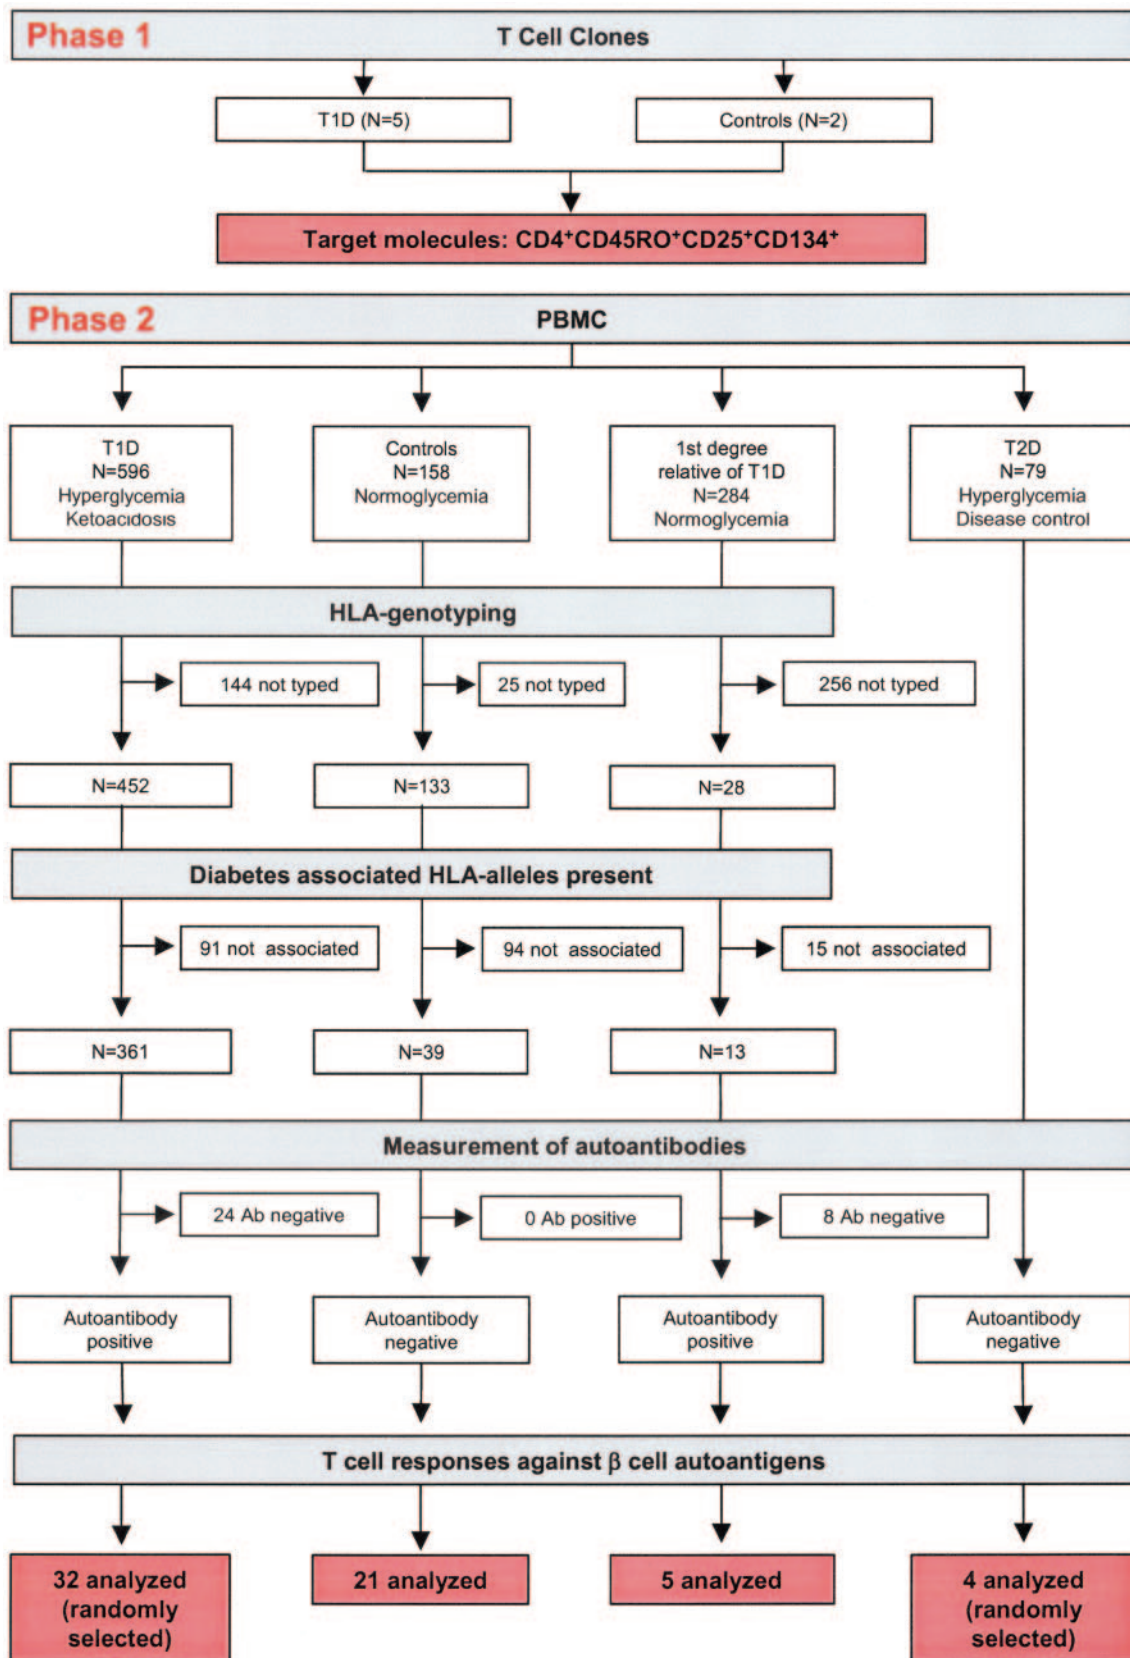 Phase 1
T Cell Clones
T1D (N=5)
Controls (N=2)
Target molecules: CD4⁺CD45RO⁺CD25⁺CD134⁺
Phase 2
PBMC
T1D
N=596
Hyperglycemia
Ketoacidosis
Controls
N=158
Normoglycemia
1st degree
relative of T1D
N=284
Normoglycemia
T2D
N=79
Hyperglycemia
Disease control
HLA-genotyping
144 not typed
25 not typed
256 not typed
N=452
N=133
N=28
Diabetes associated HLA-alleles present
91 not associated
94 not associated
15 not associated
N=361
N=39
N=13
Measurement of autoantibodies
24 Ab negative
0 Ab positive
8 Ab negative
Autoantibody
positive
Autoantibody
negative
Autoantibody
positive
Autoantibody
negative
T cell responses against β cell autoantigens
32 analyzed
(randomly
selected)
21 analyzed
5 analyzed
4 analyzed
(randomly
selected)